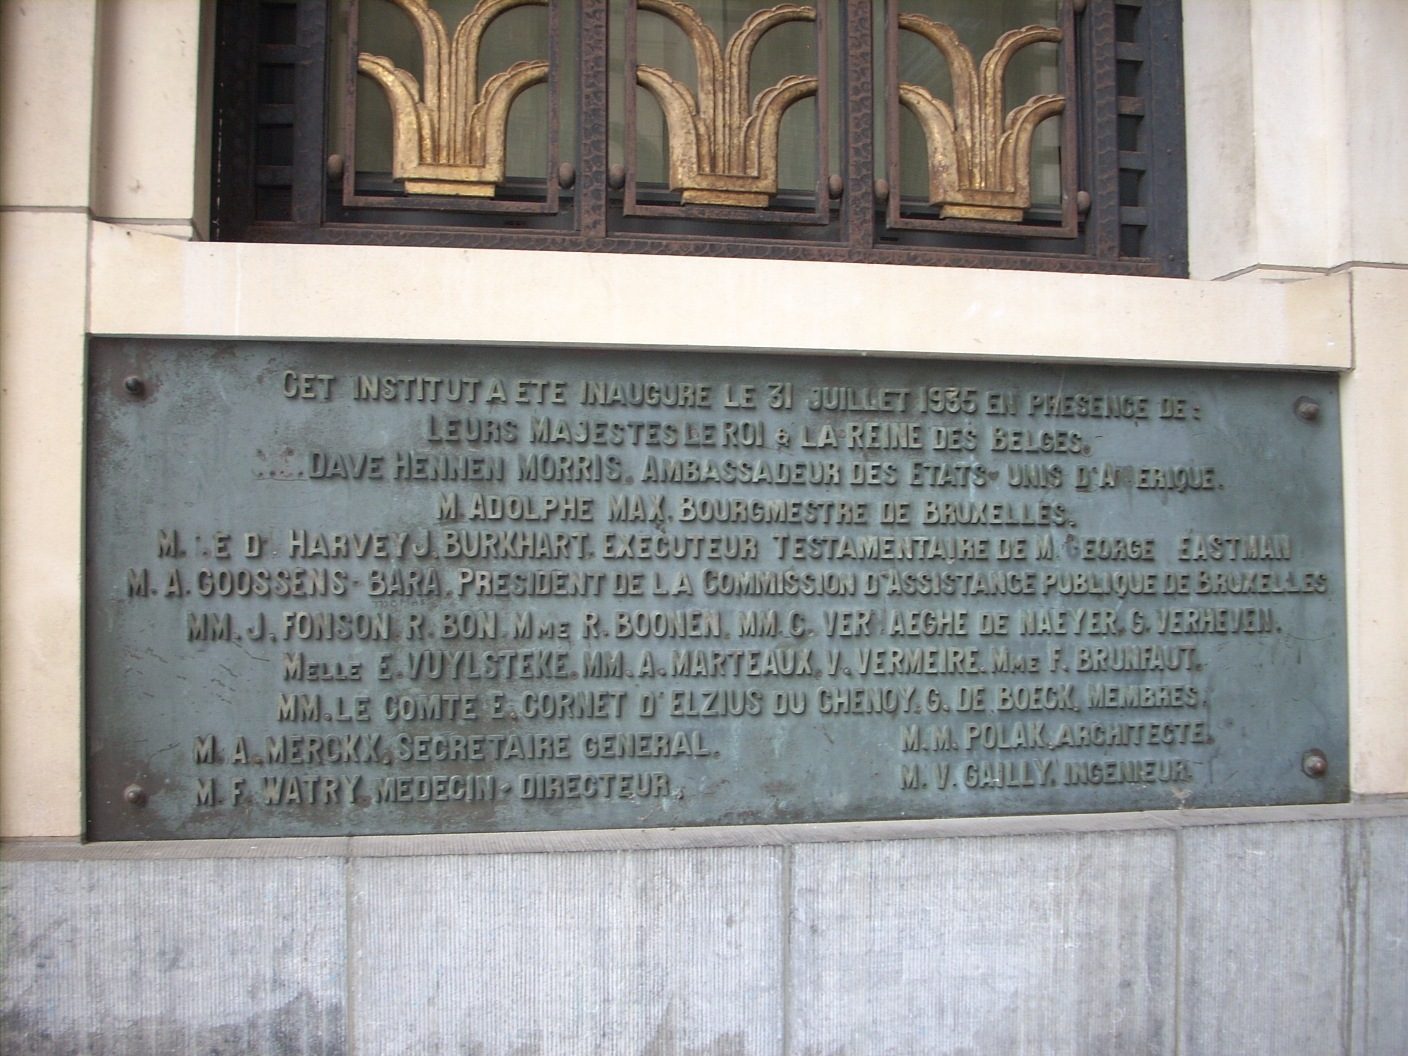 CET INSTITUT A ETE INAUGURE LE 31 JUILLET 1935 EN PRESENCE DE :
LEURS MAJESTES LE ROI & LA REINE DES BELGES.
DAVE HENNEN MORRIS. AMBASSADEUR DES ETATS-UNIS D'AMERIQUE.
M. ADOLPHE MAX. BOURGMESTRE DE BRUXELLES.
HARVEY J. BURKHART. EXECUTEUR TESTAMENTAIRE DE M. GEORGE EASTMAN
M. A. GOOSSENS-BARA. PRESIDENT DE LA COMMISSION D'ASSISTANCE PUBLIQUE DE BRUXELLES.
MM. J. FONSON. R. BON. MME R. BOONEN. MM. C. VER HAEGHE DE NAEYER. G. VERHEVEN.
MELLE E. VUYLSTEKE. MM. A. MARTEAUX. V. VERMEIRE. MME F. BRUNFAUT.
MM. LE COMTE E. CORNET D'ELZIUS DU CHENOY. G. DE BOECK. MEMBRES.
M. A. MERCKX. SECRETAIRE GENERAL. M. M. POLAK. ARCHITECTE.
M. F. WATRY. MEDECIN-DIRECTEUR. M. V. GAILLY. INGENIEUR.